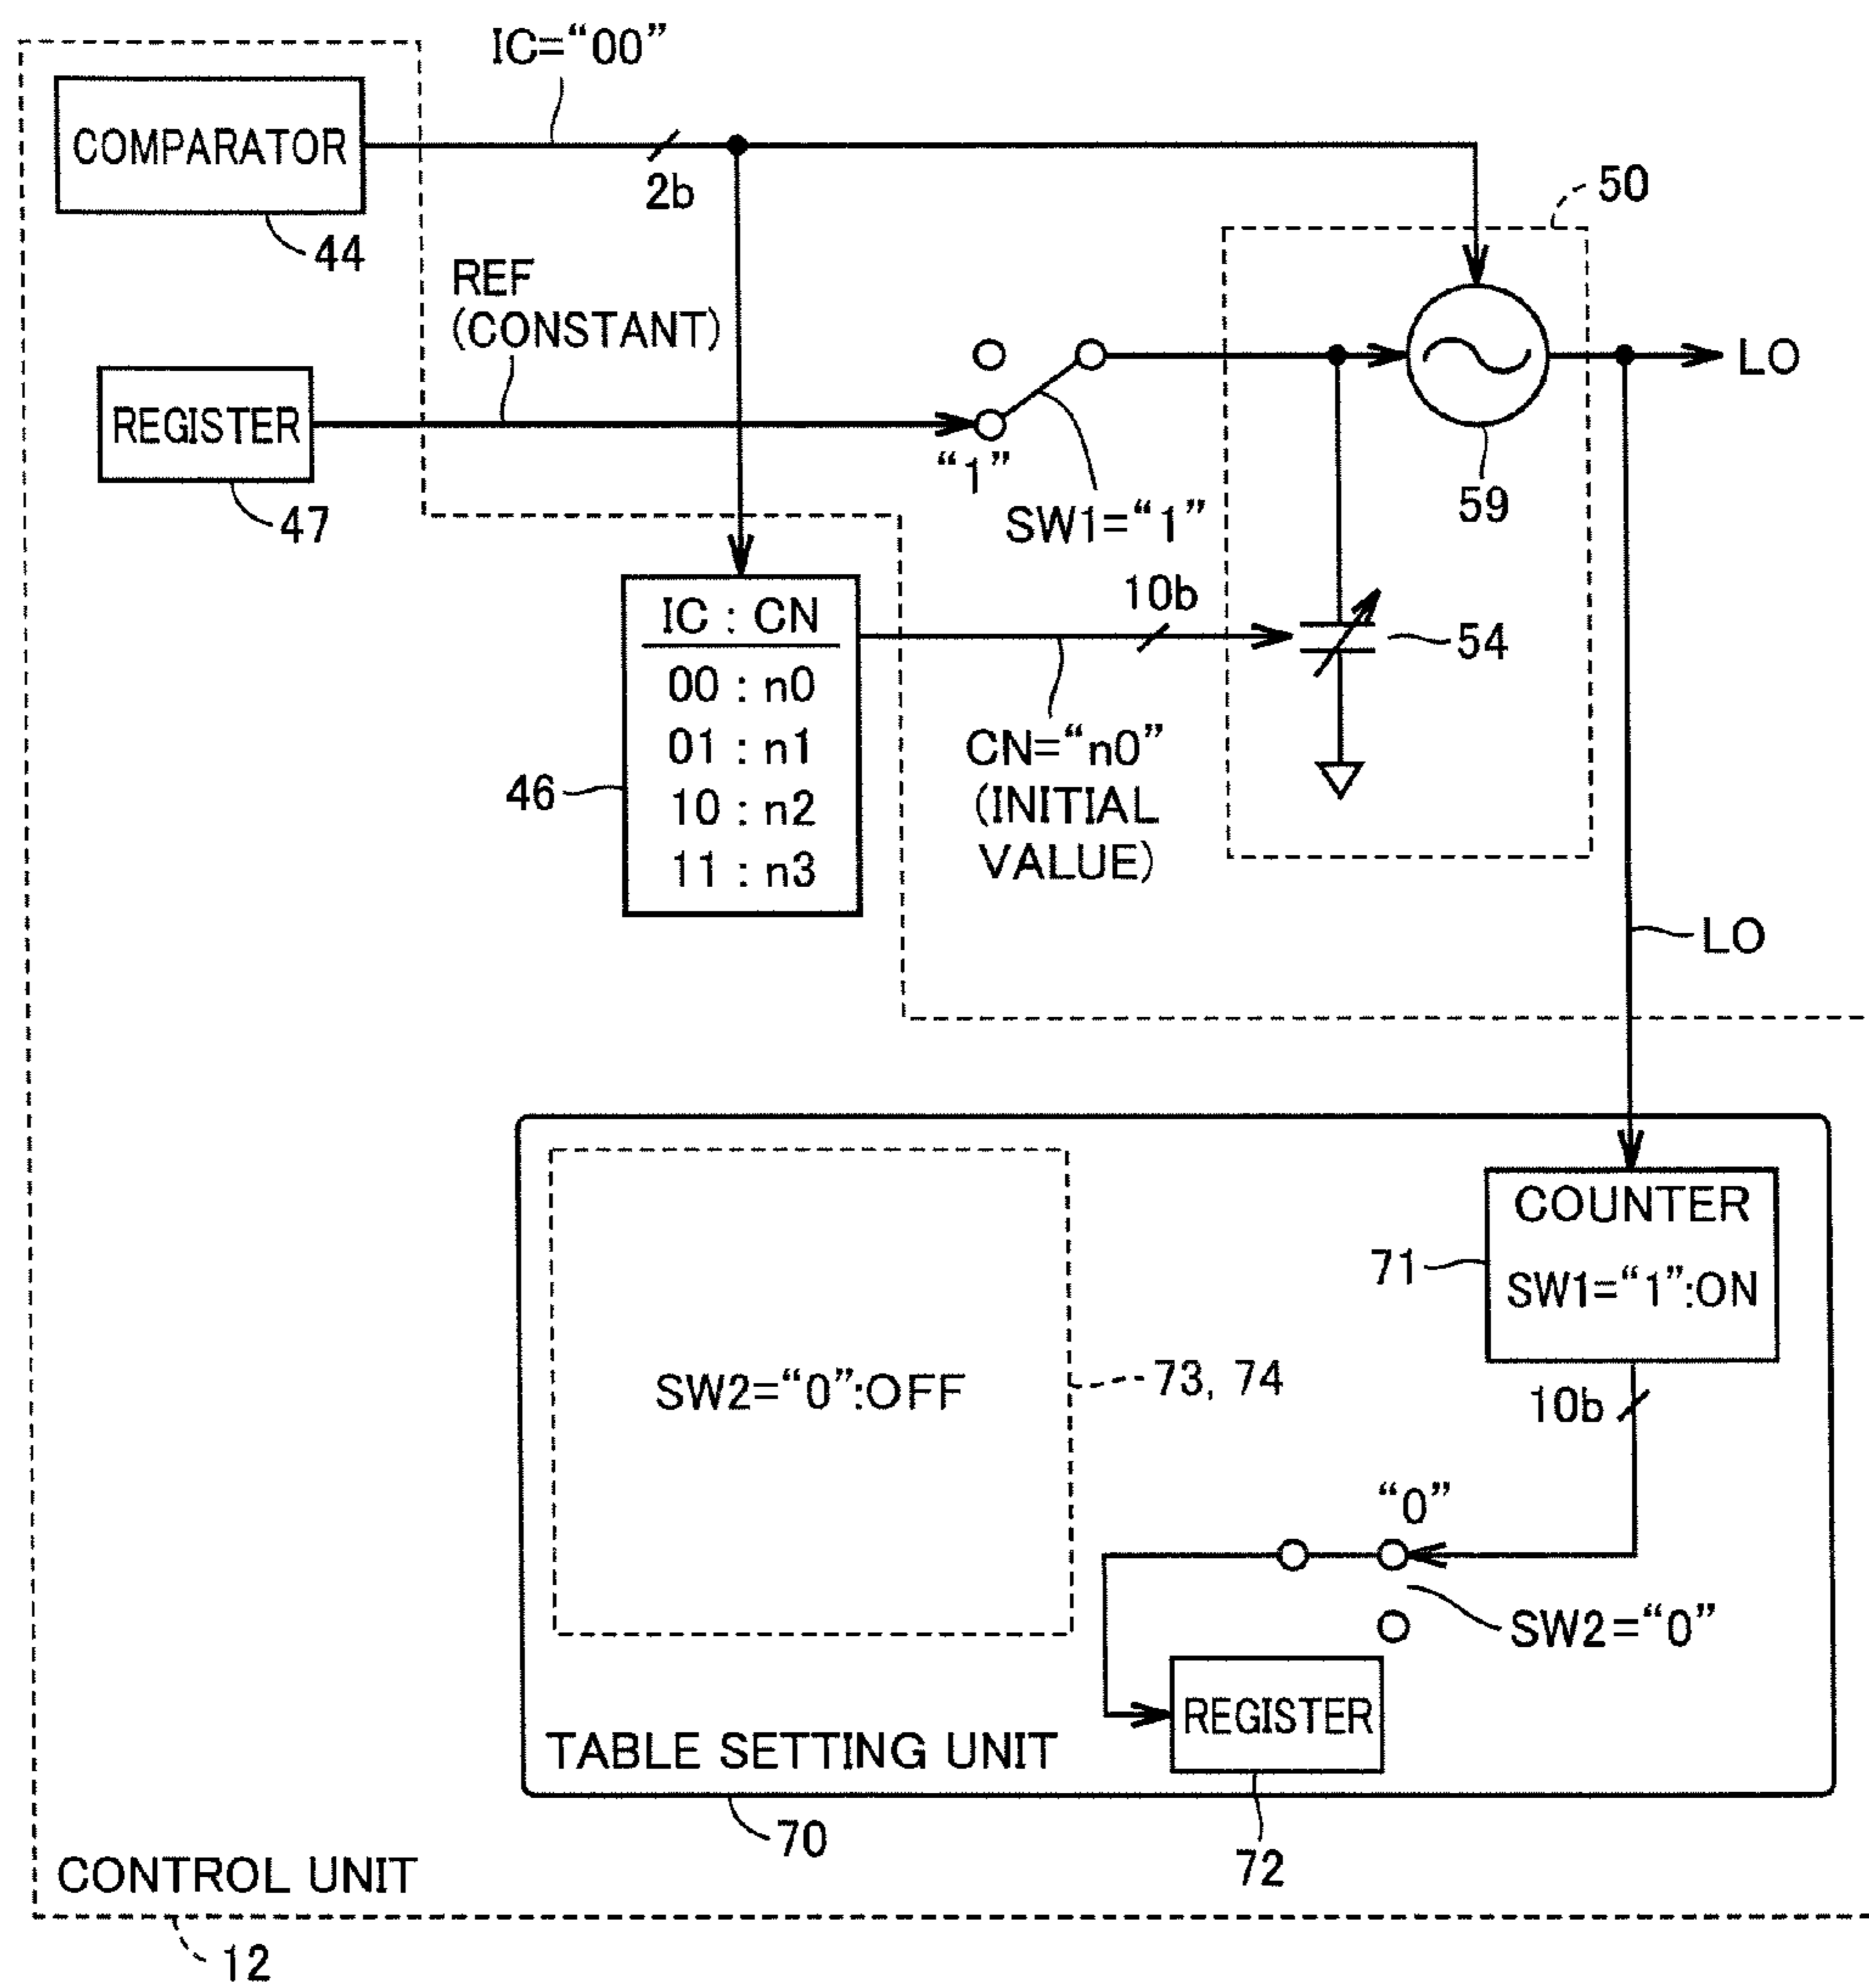 IC=“00”
COMPARATOR
2b
50
44
REF
(CONSTANT)
LO
REGISTER
“1”
59
47
SW1=“1”
10b
IC : CN
54
00 : n0
CN=“n0”
01 : n1
(INITIAL
46
10 : n2
VALUE)
11 : n3
LO
COUNTER
71
SW1=“1”:ON
73, 74
SW2=“0”:OFF
10b
“0”
SW2=“0”
REGISTER
TABLE SETTING UNIT
70
72
CONTROL UNIT
12